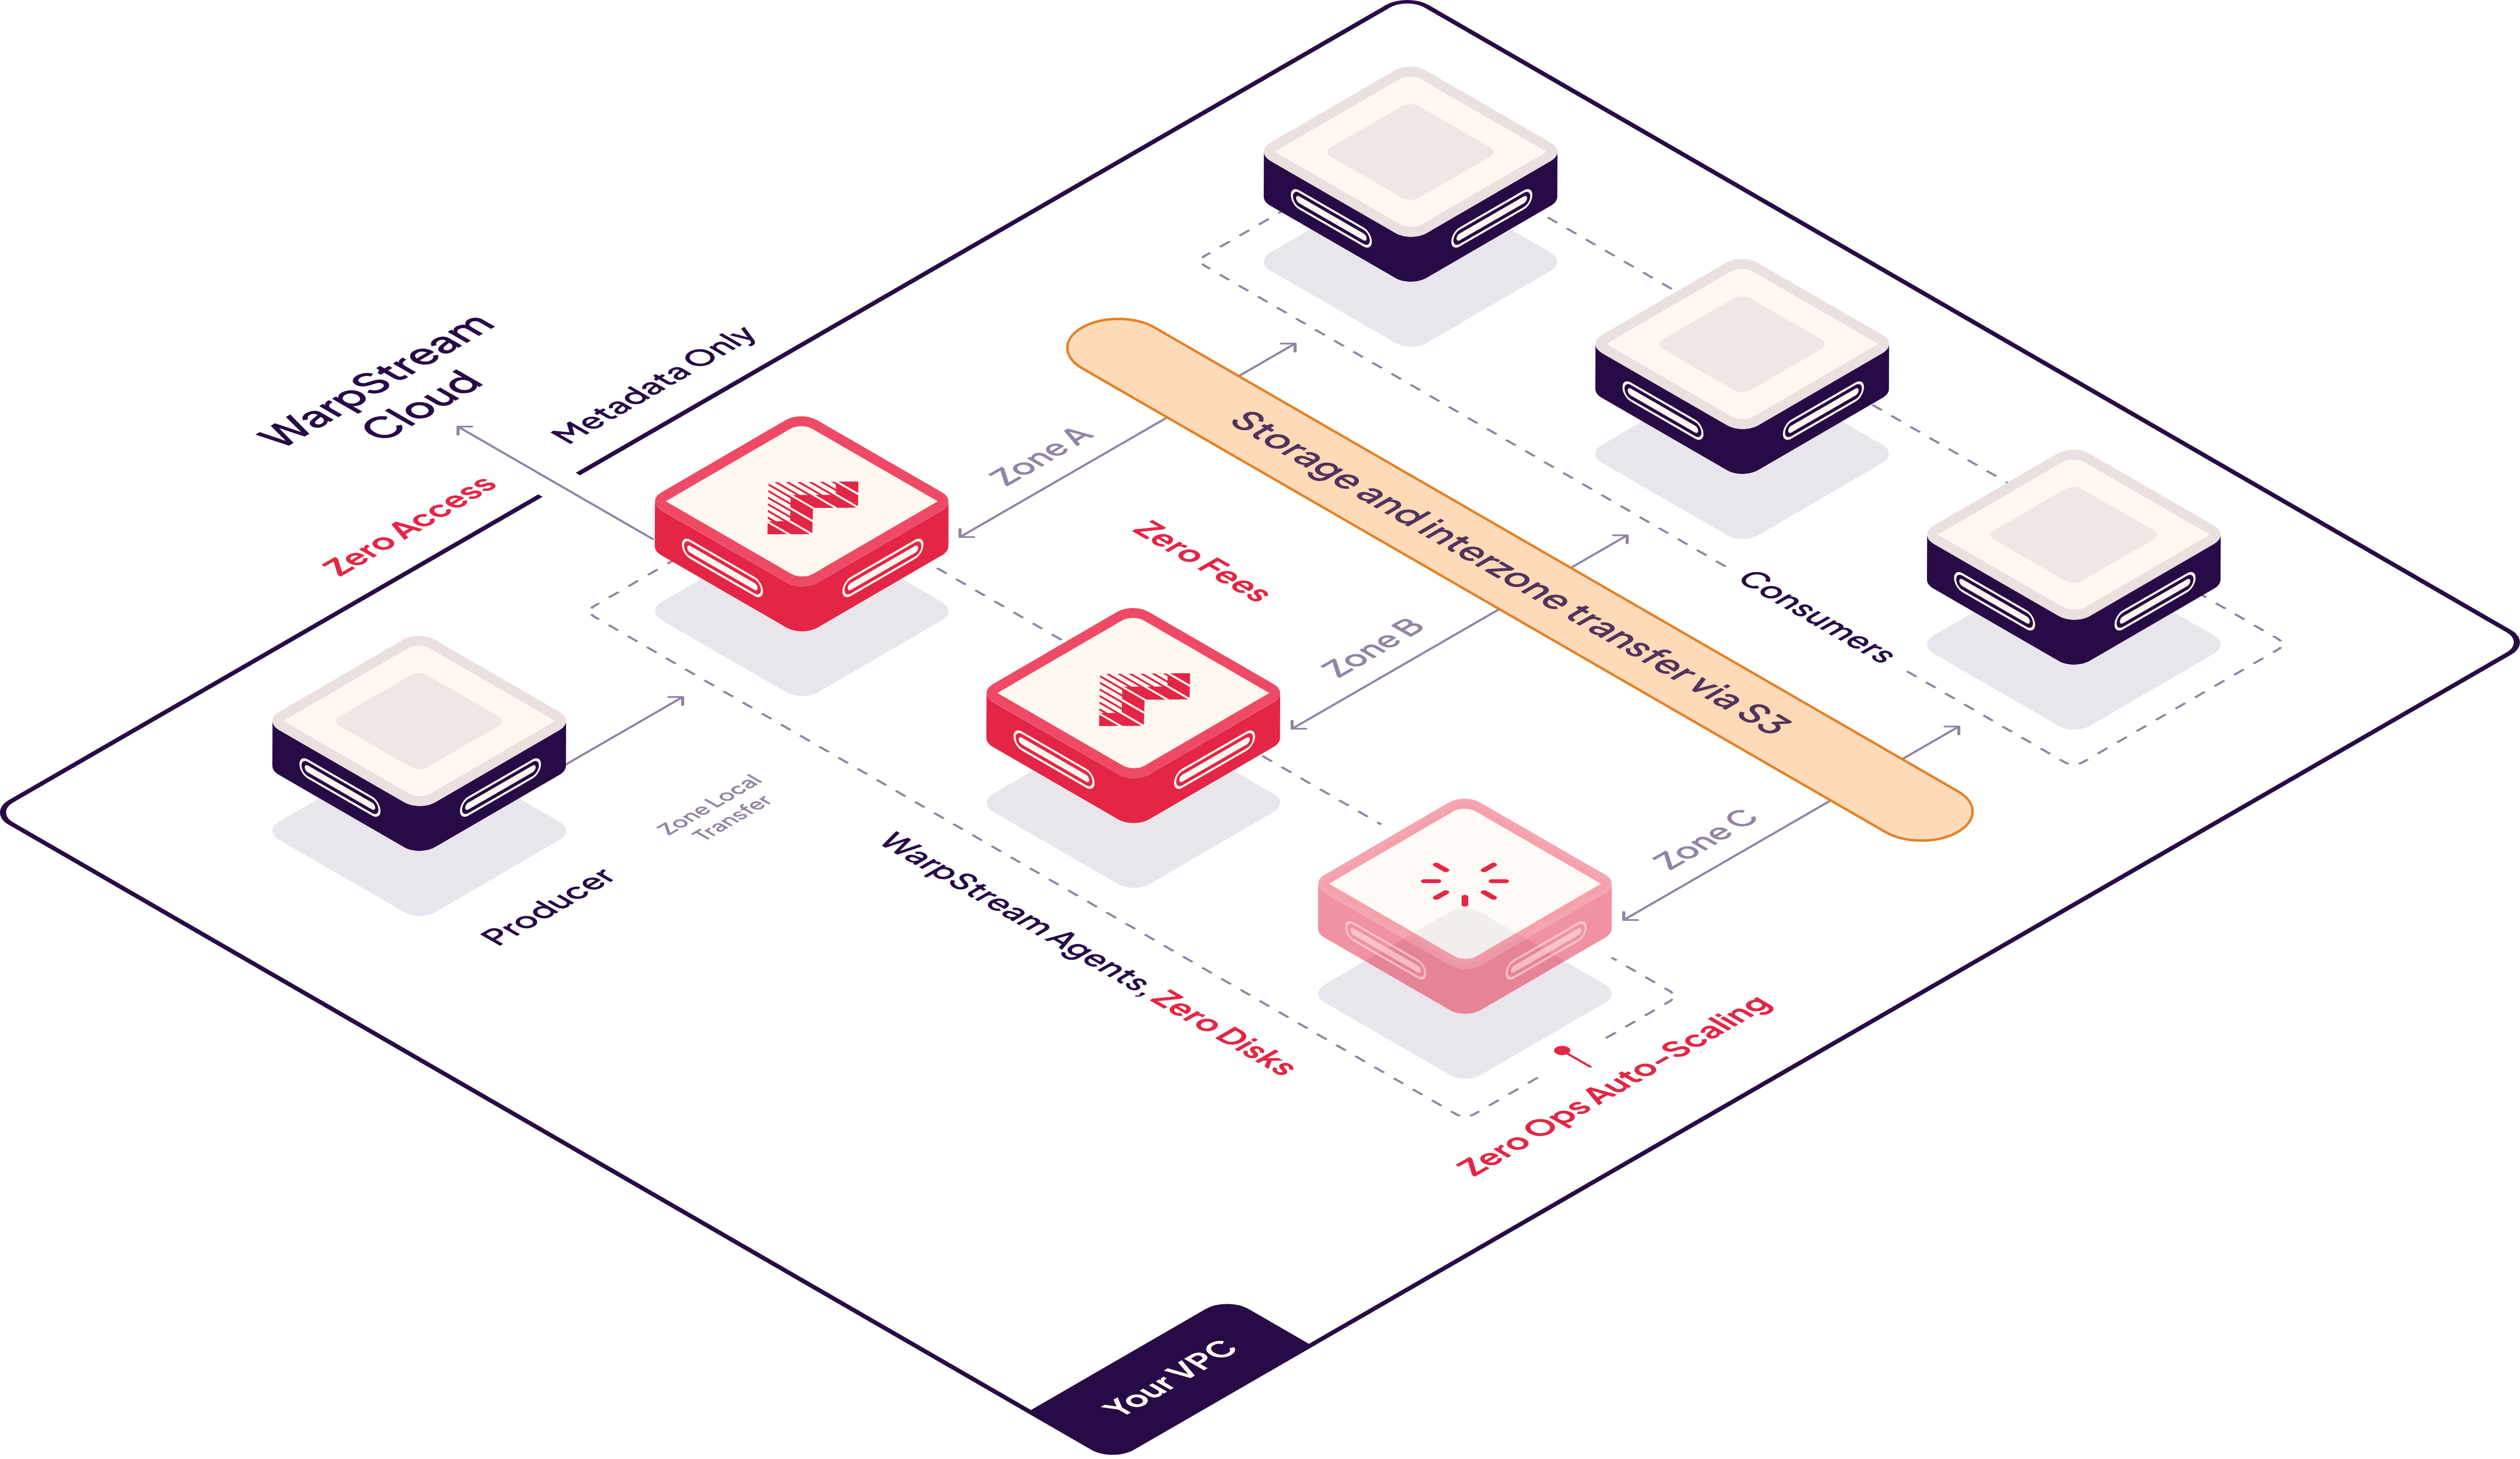 WarpStream
Cloud
Metadata Only
Zero Access
Zone A
Zero Fees
Storage and interzone transfer via S3
Zone B
Consumers
Zone Local
Transfer
Producer
Zone C
WarpStream Agents, Zero Disks
Zero Ops Auto-Scaling
Your VPC